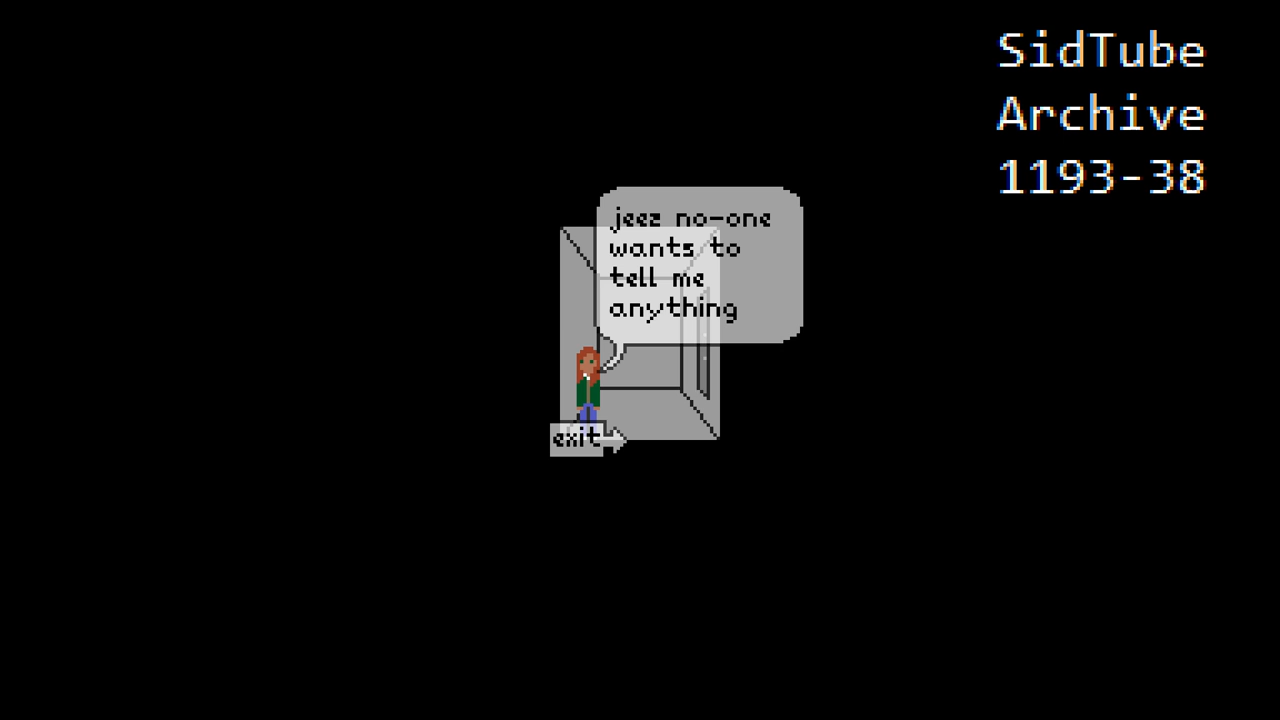 SidTube
Archive
1193-38
jeez no-one
wants to
tell me
anything
exit